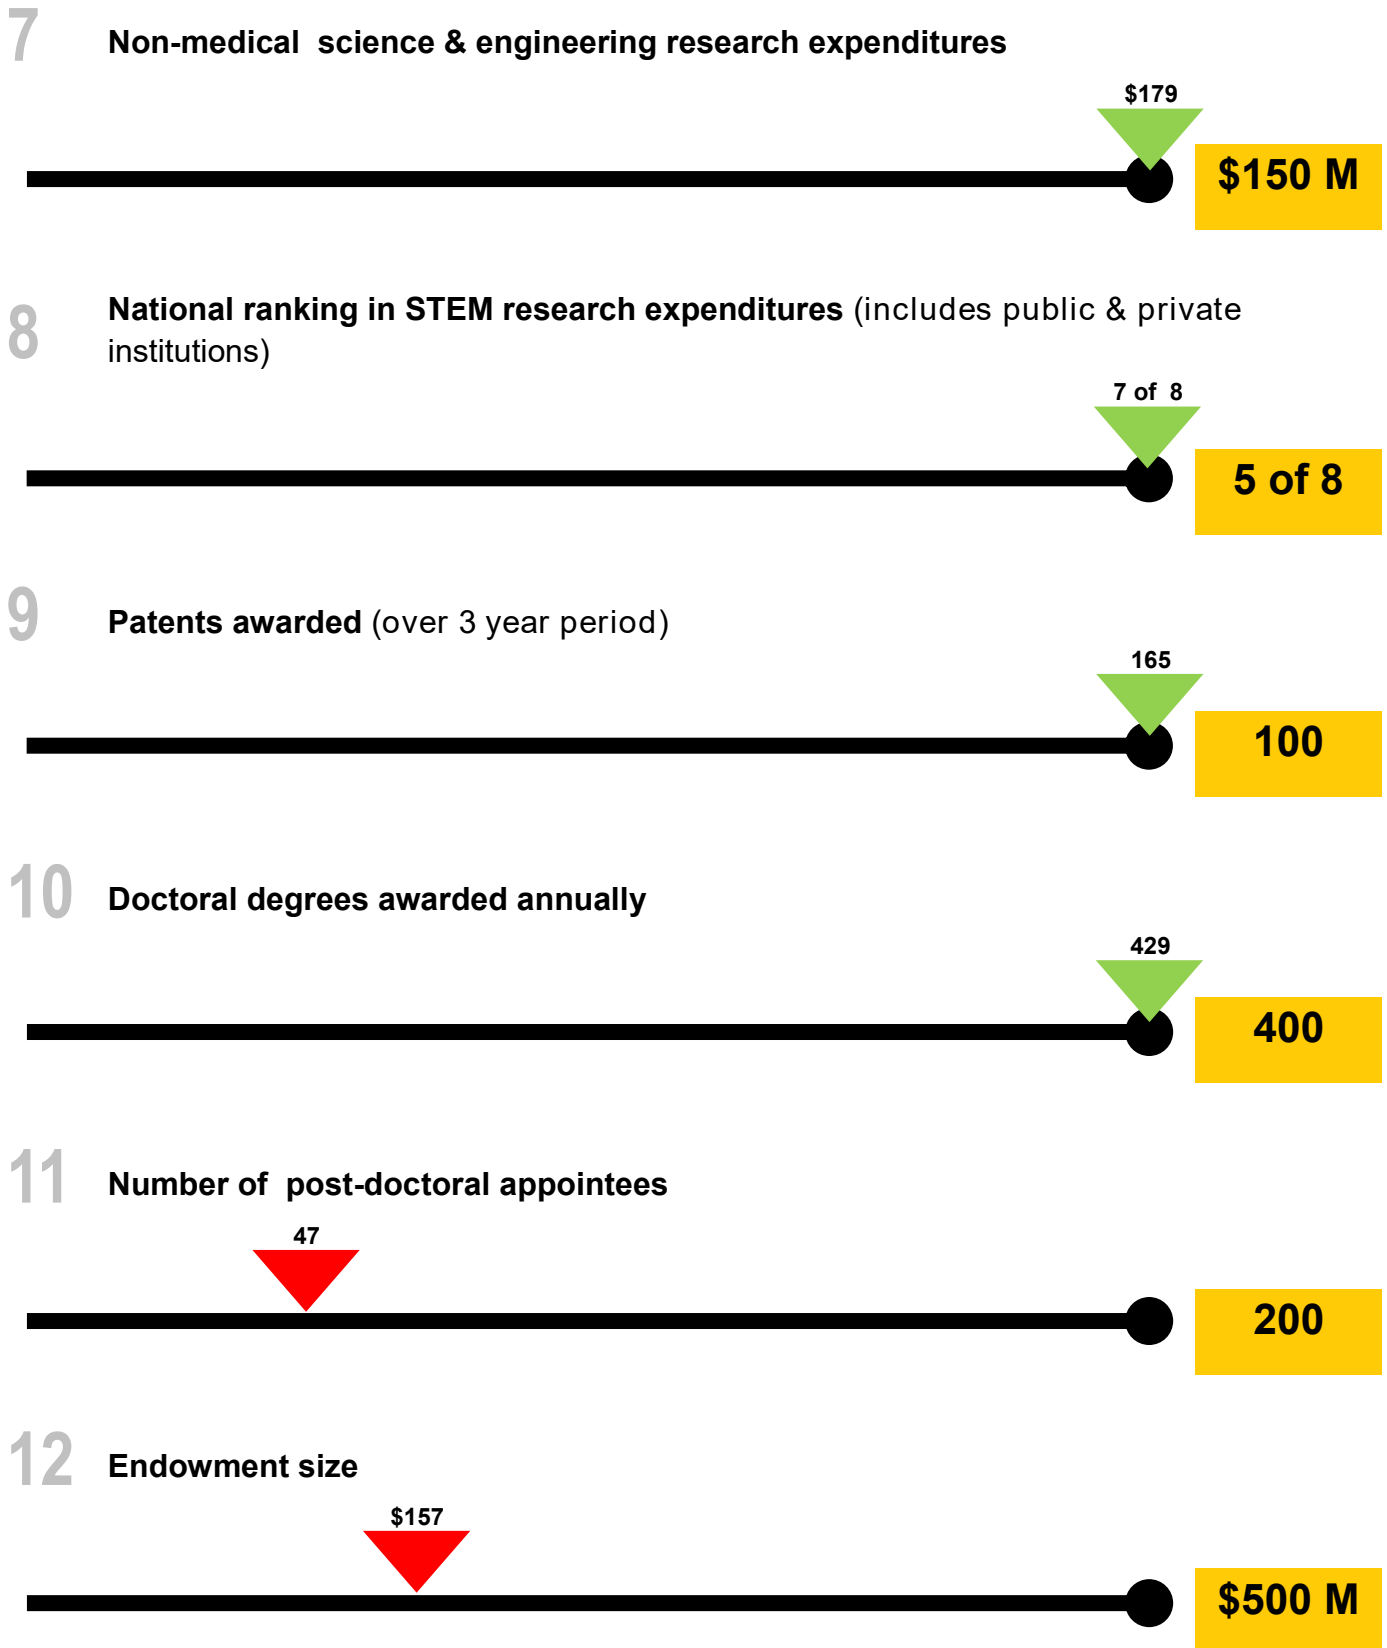 7
Non-medical  science & engineering research expenditures
$179
$150 M
8
National ranking in STEM research expenditures (includes public & private
institutions)
7 of  8
5 of 8
9
Patents awarded (over 3 year period)
165
100
10
Doctoral degrees awarded annually
429
400
11
Number of  post-doctoral appointees
47
200
12
Endowment size
$157
$500 M